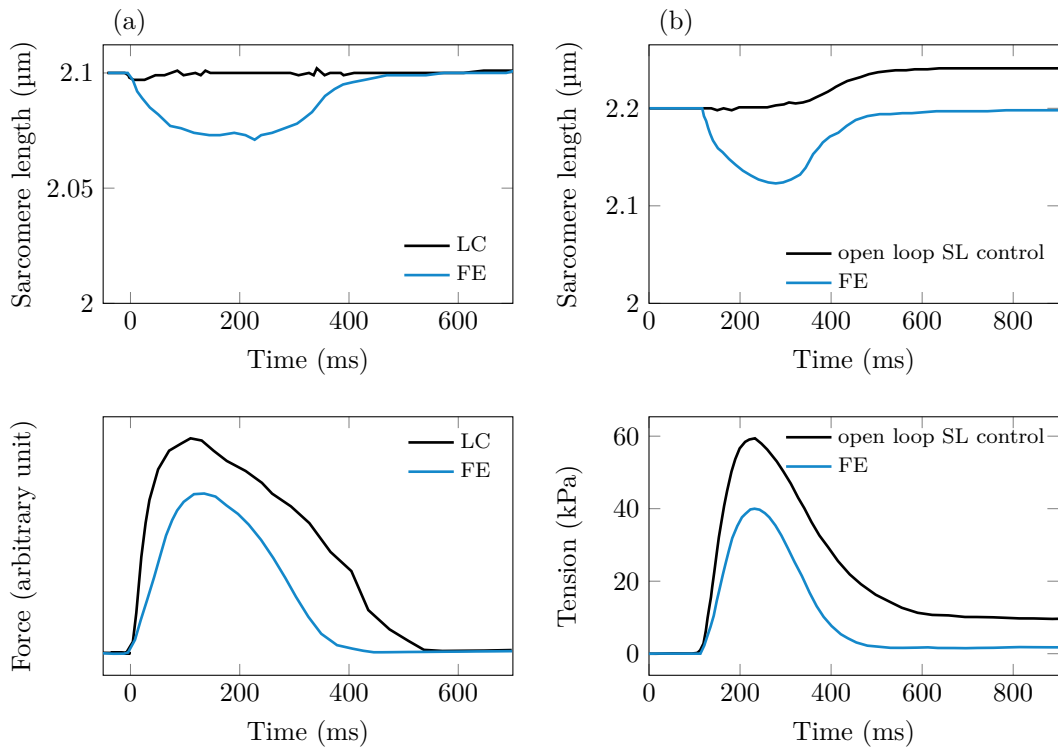 (a)
Sarcomere length (µm)
2.1
2.05
2
LC
FE
0 200 400 600
Time (ms)
(b)
Sarcomere length (µm)
2.2
2.1
2
open loop SL control
FE
0 200 400 600 800
Time (ms)
Force (arbitrary unit)
LC
FE
0 200 400 600
Time (ms)
Tension (kPa)
60
40
20
0
open loop SL control
FE
0 200 400 600 800
Time (ms)